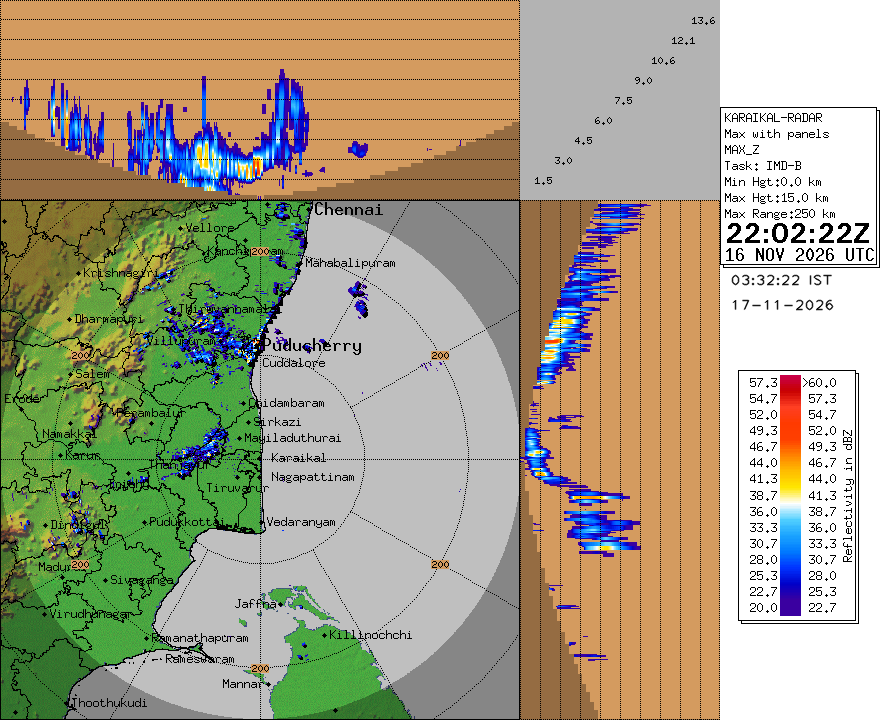 13.6
12.1
10.6
9.0
7.5
6.0
4.5
3.0
1.5
KARAIKAL-RADAR
Max with panels
MAX_Z
Task: IMD-B
Min Hgt:0.0 km
Max Hgt:15.0 km
Max Range:250 km
22:02:22Z
16 NOV 2026 UTC
03:32:22 IST
17-11-2026
Chennai
Vellore
200
Mahabalipuram
Krishnagiri
Dharmapuri
Puducherry
200
200
Cuddalore
Salem
Chidambaram
Perambalur
Sirkazi
Namakkal
Mayiladuthurai
Karur
Karaikal
Nagapattinam
Tiruvarur
Pudukkottai
Vedaranyam
200
200
Sivaganga
Jaffna
Virudhunagar
Killinochchi
Ramanathapuram
Rameswaram
200
Mannar
Thoothukudi
57.3 >60.0
54.7 57.3
52.0 54.7
49.3 52.0
46.7 49.3
44.0 46.7
41.3 44.0
38.7 41.3
36.0 38.7
33.3 36.0
30.7 33.3
28.0 30.7
25.3 28.0
22.7 25.3
20.0 22.7
Reflectivity in dBZ